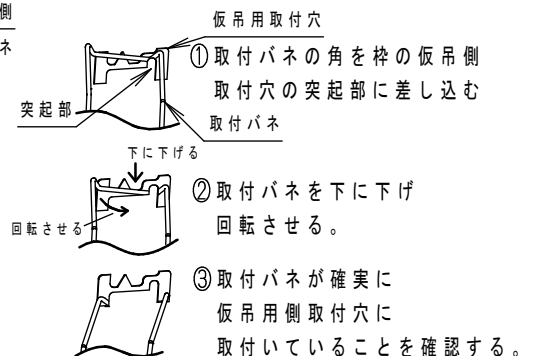 側
ネ
仮吊用取付穴
①取付バネの角を枠の仮吊側
取付穴の突起部に差し込む
突起部
取付バネ
下に下げる
②取付バネを下に下げ
回転させる。
回転させる
③取付バネが確実に
仮吊用側取付穴に
取付いていることを確認する。